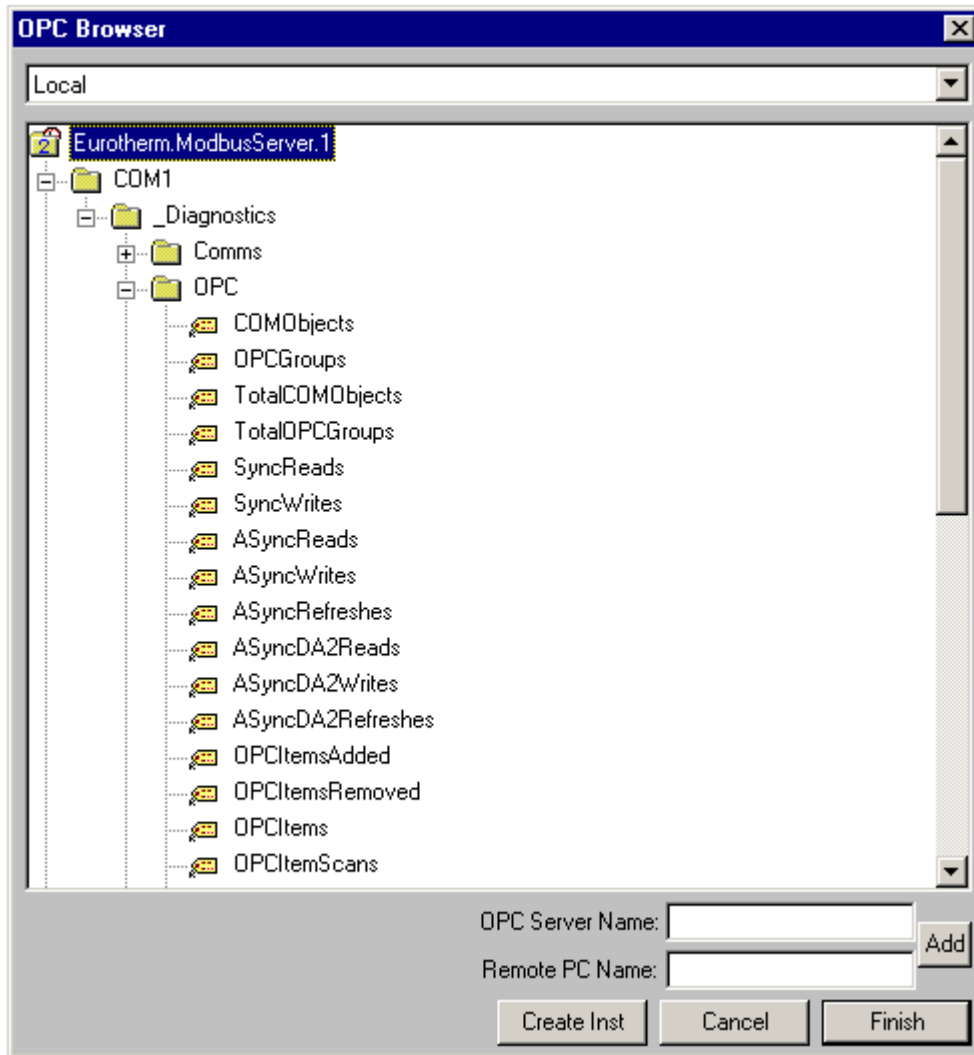 OPC Browser
Local
Eurotherm.ModbusServer.1
COM1
_Diagnostics
Comms
OPC
COMObjects
OPCGroups
TotalCOMObjects
TotalOPCGroups
SyncReads
SyncWrites
ASyncReads
ASyncWrites
ASyncRefreshes
ASyncDA2Reads
ASyncDA2Writes
ASyncDA2Refreshes
OPCItemsAdded
OPCItemsRemoved
OPCItems
OPCItemScans
OPC Server Name:
Add
Remote PC Name:
Create Inst Cancel Finish